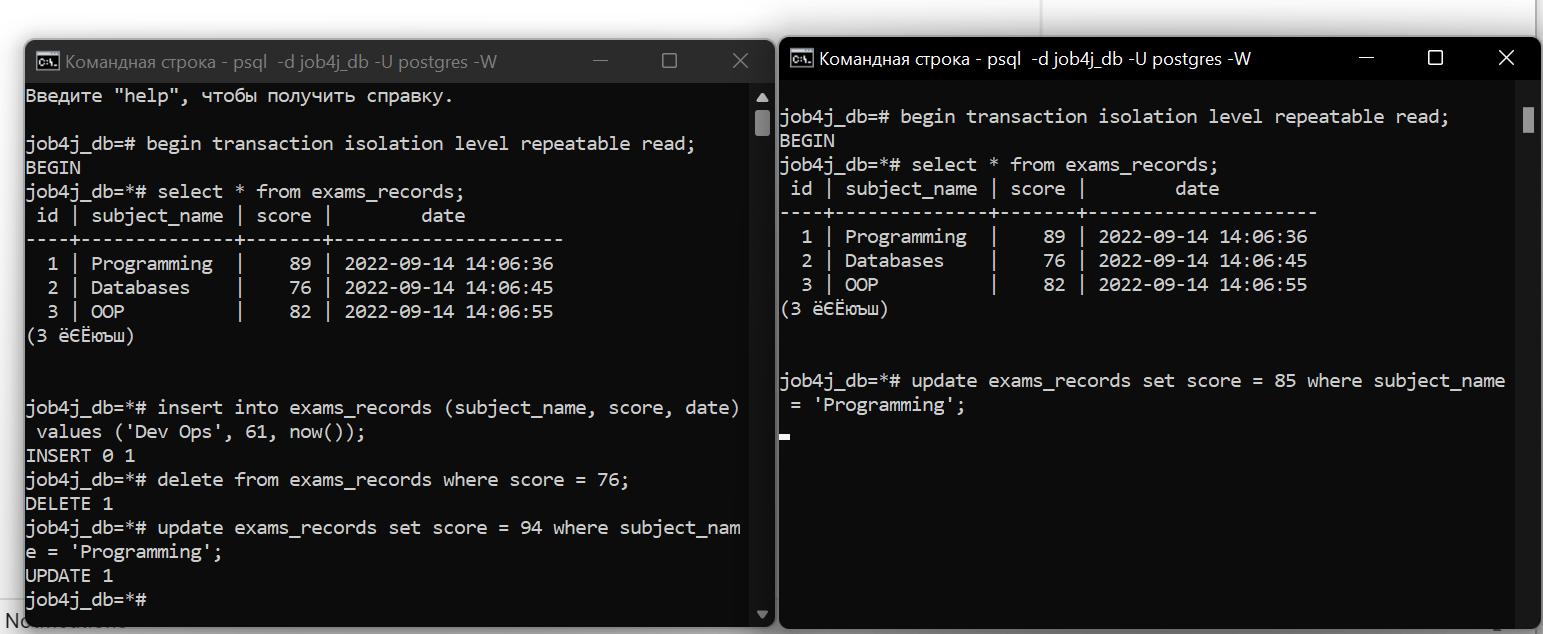 Командная строка - psql  -d job4j_db -U postgres -W
Введите "help", чтобы получить справку.
job4j_db=# begin transaction isolation level repeatable read;
BEGIN
job4j_db=*# select * from exams_records;
 id | subject_name | score |        date
----+--------------+-------+---------------------
  1 | Programming  |    89 | 2022-09-14 14:06:36
  2 | Databases    |    76 | 2022-09-14 14:06:45
  3 | OOP          |    82 | 2022-09-14 14:06:55
(3 ёЄЁюъш)
job4j_db=*# insert into exams_records (subject_name, score, date)
 values ('Dev Ops', 61, now());
INSERT 0 1
job4j_db=*# delete from exams_records where score = 76;
DELETE 1
job4j_db=*# update exams_records set score = 94 where subject_nam
e = 'Programming';
UPDATE 1
job4j_db=*#
Командная строка - psql  -d job4j_db -U postgres -W
job4j_db=# begin transaction isolation level repeatable read;
BEGIN
job4j_db=*# select * from exams_records;
 id | subject_name | score |        date
----+--------------+-------+---------------------
  1 | Programming  |    89 | 2022-09-14 14:06:36
  2 | Databases    |    76 | 2022-09-14 14:06:45
  3 | OOP          |    82 | 2022-09-14 14:06:55
(3 ёЄЁюъш)
job4j_db=*# update exams_records set score = 85 where subject_name
 = 'Programming';